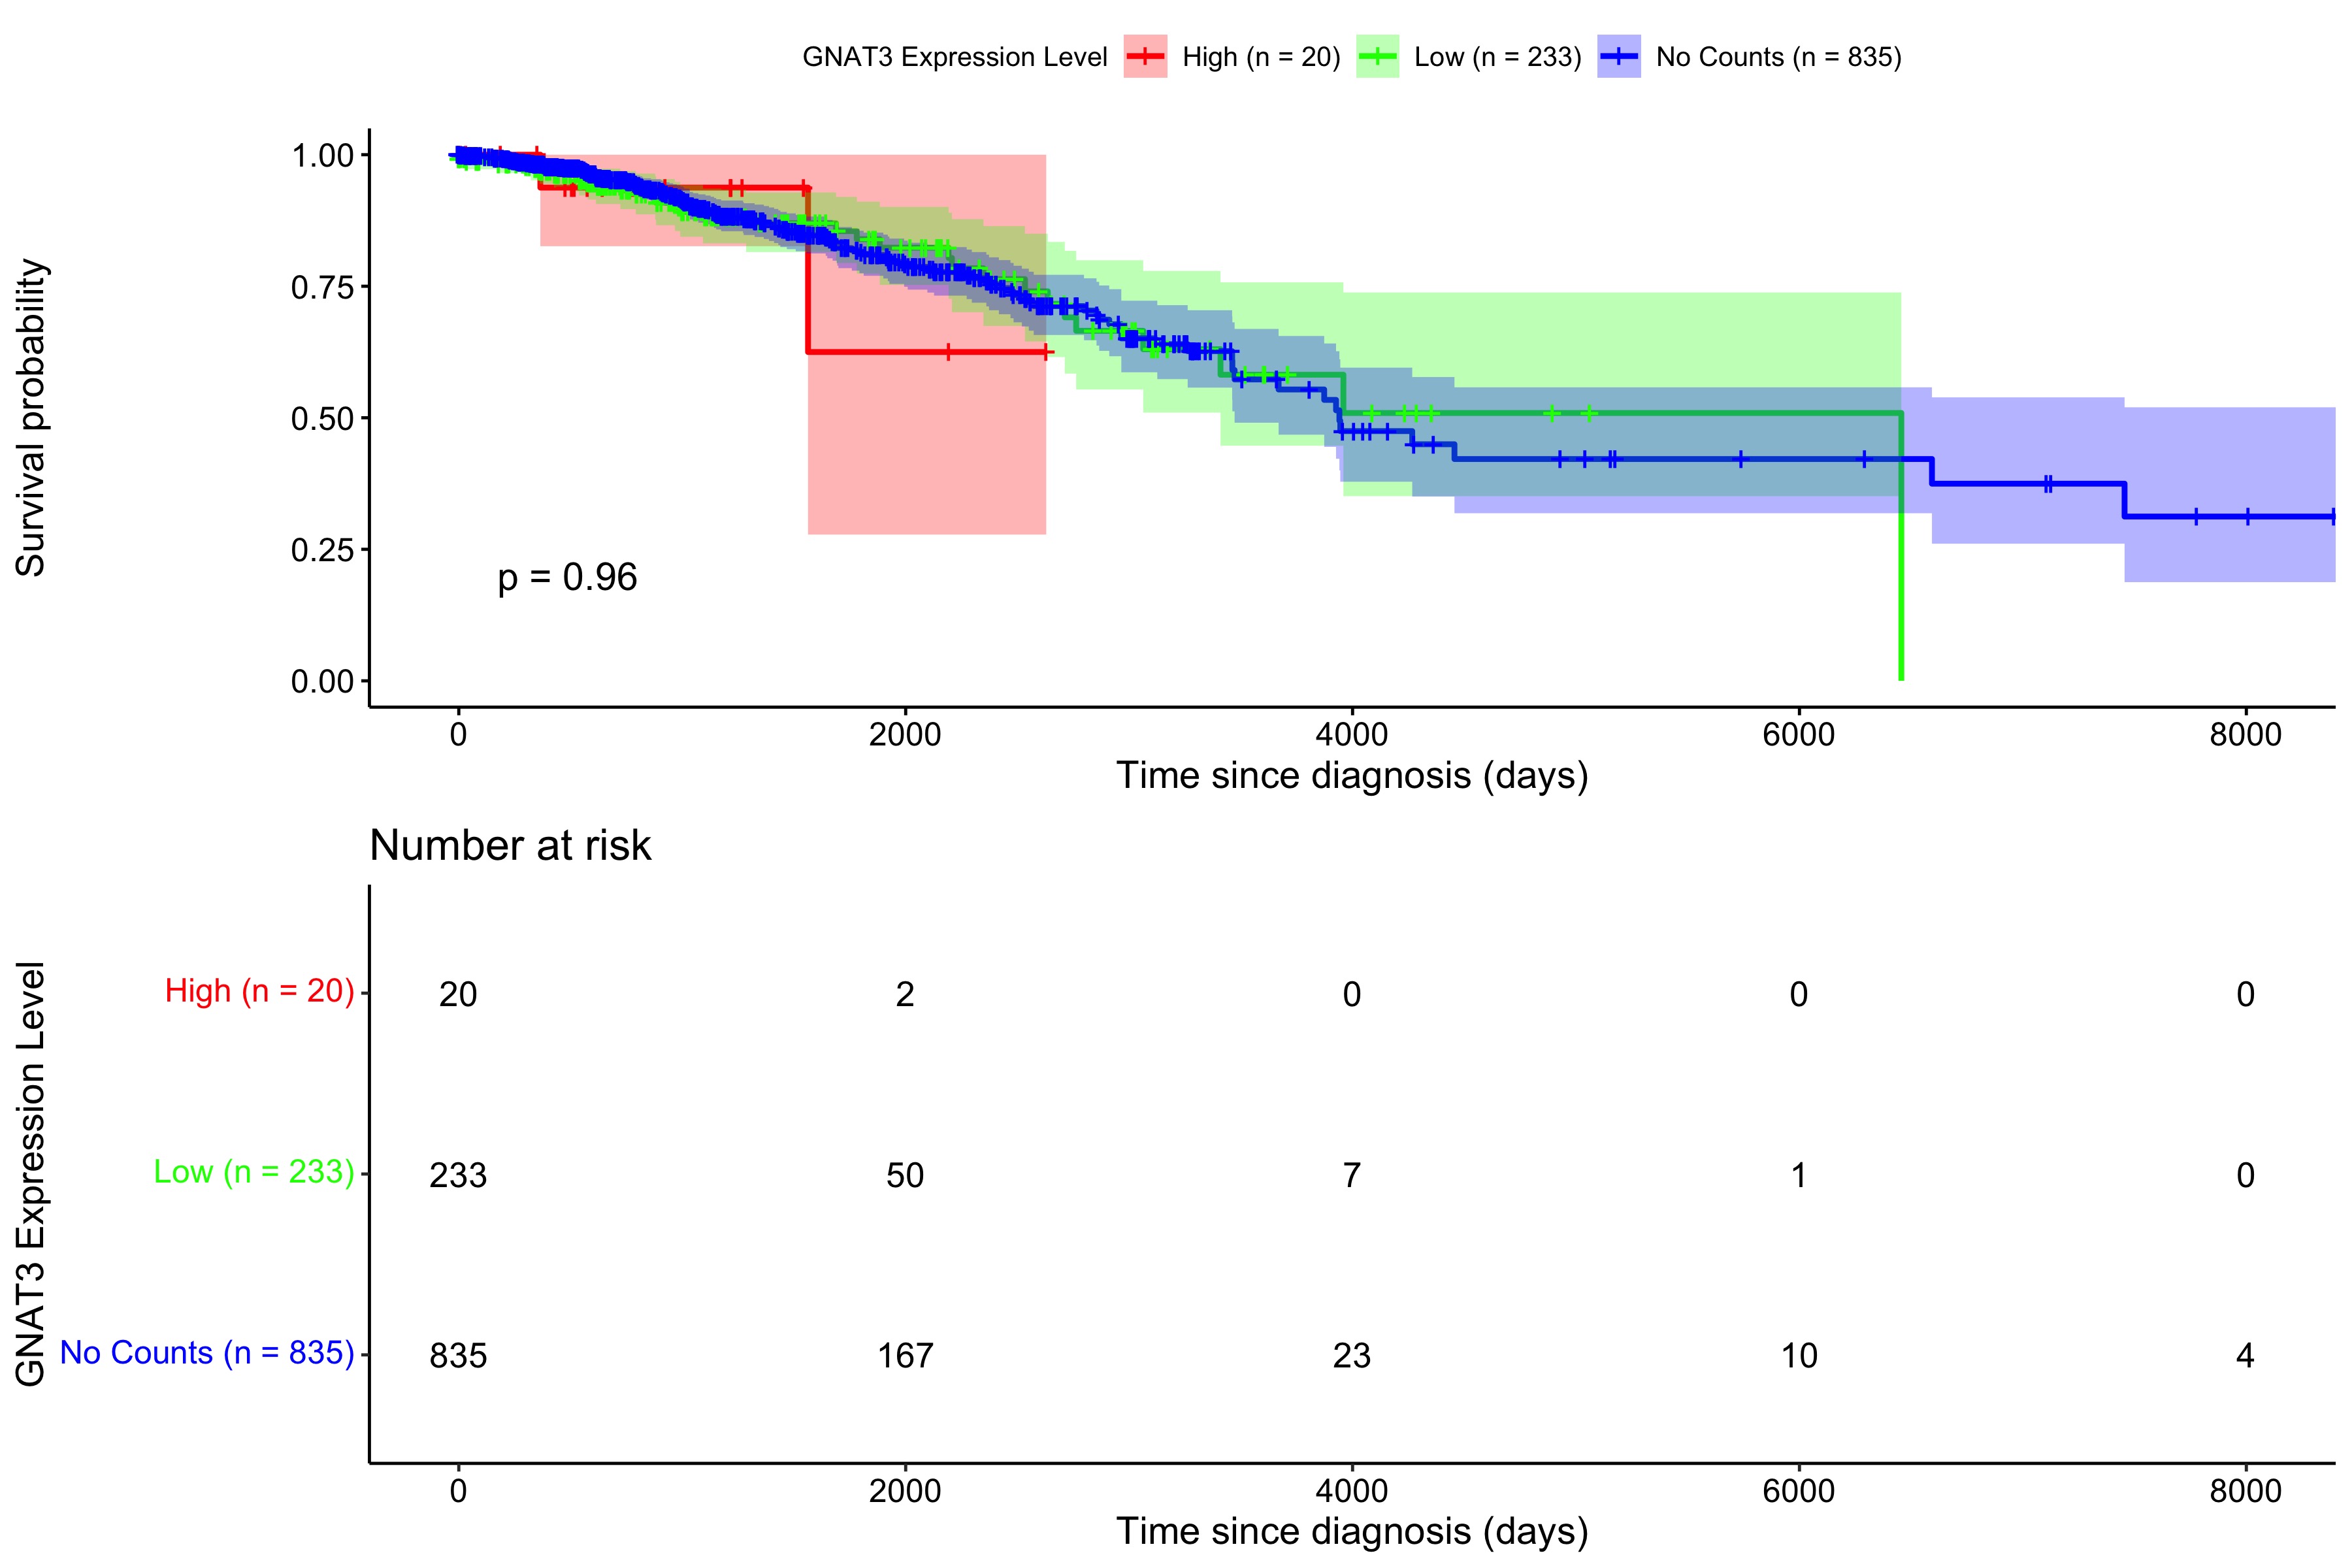 GNAT3 Expression Level High (n = 20) Low (n = 233) No Counts (n = 835)
Survival probability
1.00
0.75
0.50
0.25
0.00
p = 0.96
0 2000 4000 6000 8000
Time since diagnosis (days)
Number at risk
GNAT3 Expression Level
High (n = 20) 20 2 0 0 0
Low (n = 233) 233 50 7 1 0
No Counts (n = 835) 835 167 23 10 4
0 2000 4000 6000 8000
Time since diagnosis (days)